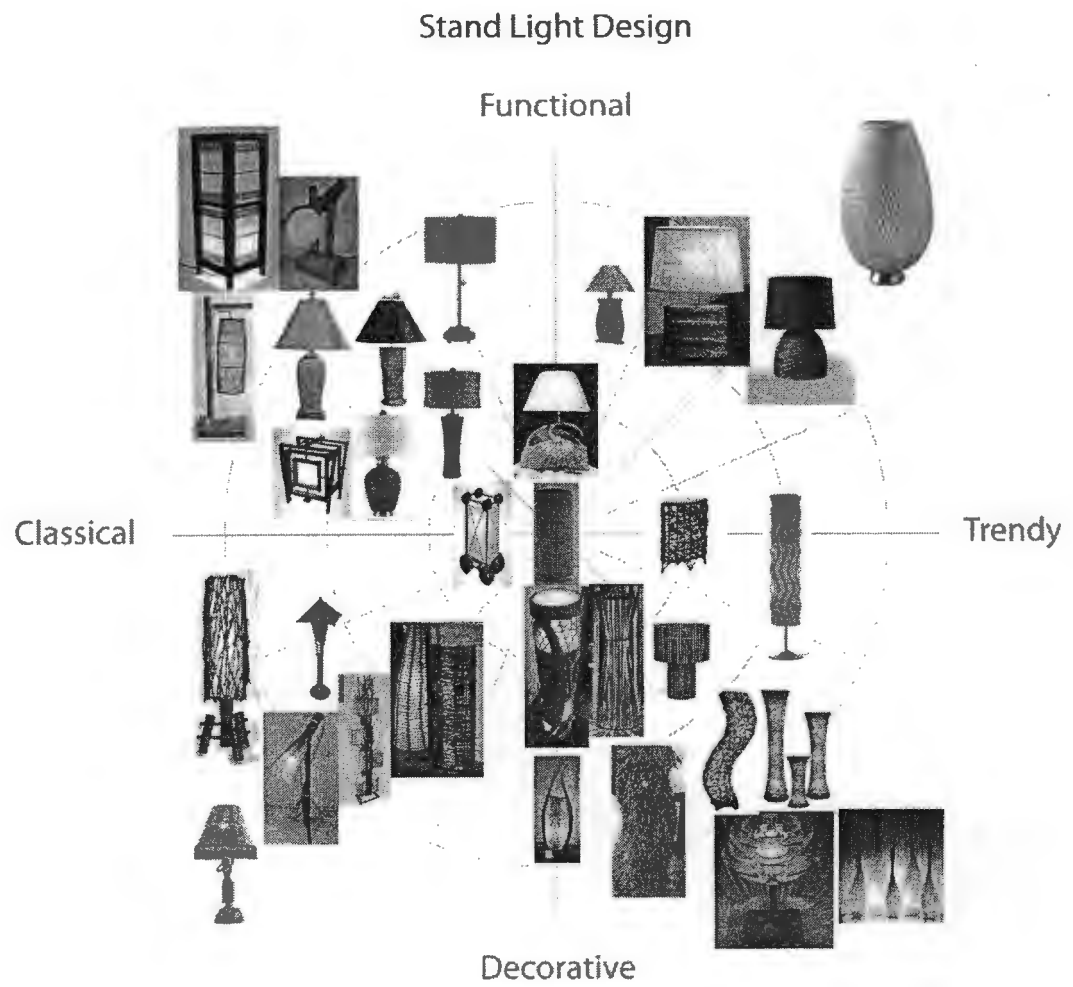 Stand Light Design
Functional
Classical
Trendy
Decorative